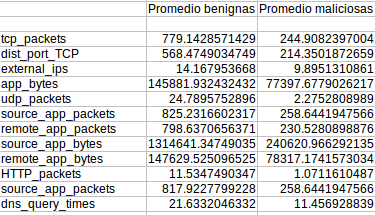 Promedio benignas Promedio maliciosas
tcp_packets 779.1428571429 244.9082397004
dist_port_TCP 568.4749034749 214.3501872659
external_ips 14.167953668 9.8951310861
app_bytes 145881.932432432 77397.6779026217
udp_packets 24.7895752896 2.2752808989
source_app_packets 825.2316602317 258.6441947566
remote_app_packets 798.6370656371 230.5280898876
source_app_bytes 1314641.34749035 240620.966292135
remote_app_bytes 147629.525096525 78317.1741573034
HTTP_packets 11.5347490347 1.0711610487
source_app_packets 817.9227799228 258.6441947566
dns_query_times 21.6332046332 11.456928839